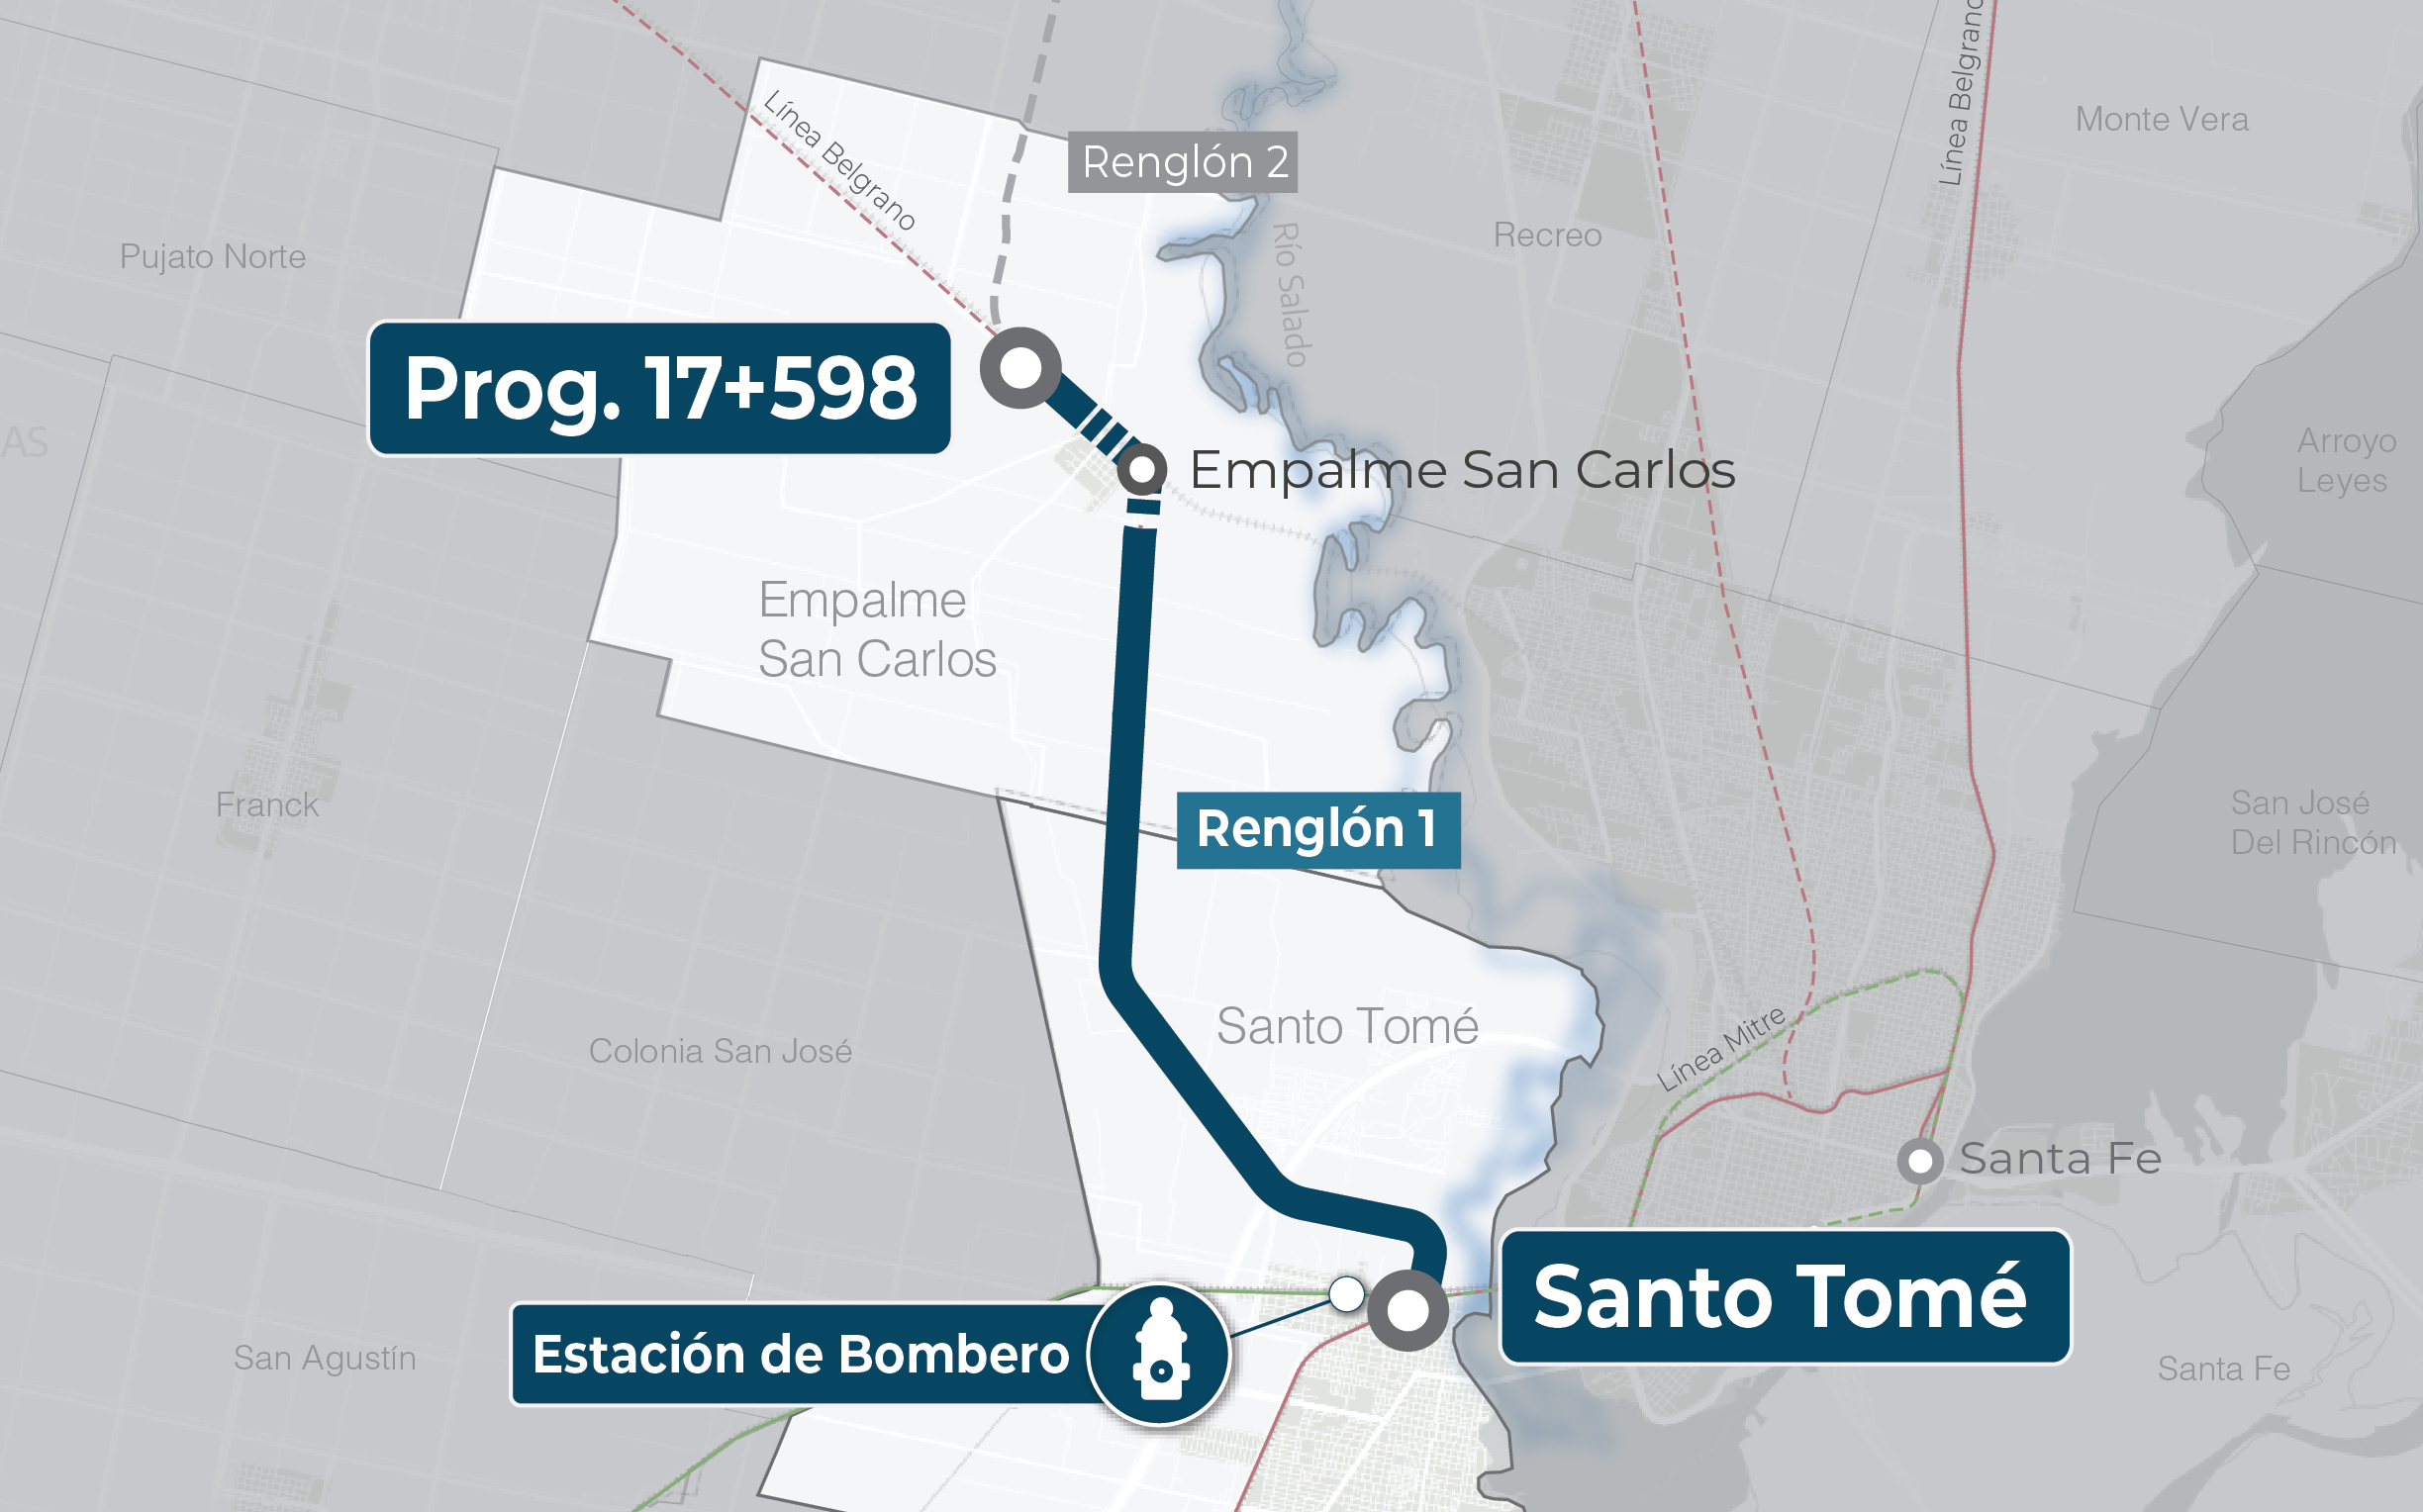 Línea Belgrano
Línea Belgrano
Monte Vera
Renglón 2
Pujato Norte
Río Salado
Recreo
Prog. 17+598
AS
Empalme San Carlos
Arroyo
Leyes
Empalme
San Carlos
Franck
Renglón 1
San José
Del Rincón
Colonia San José
Santo Tomé
Línea Mitre
Santa Fe
Santo Tomé
Estación de Bombero
San Agustín
Santa Fe